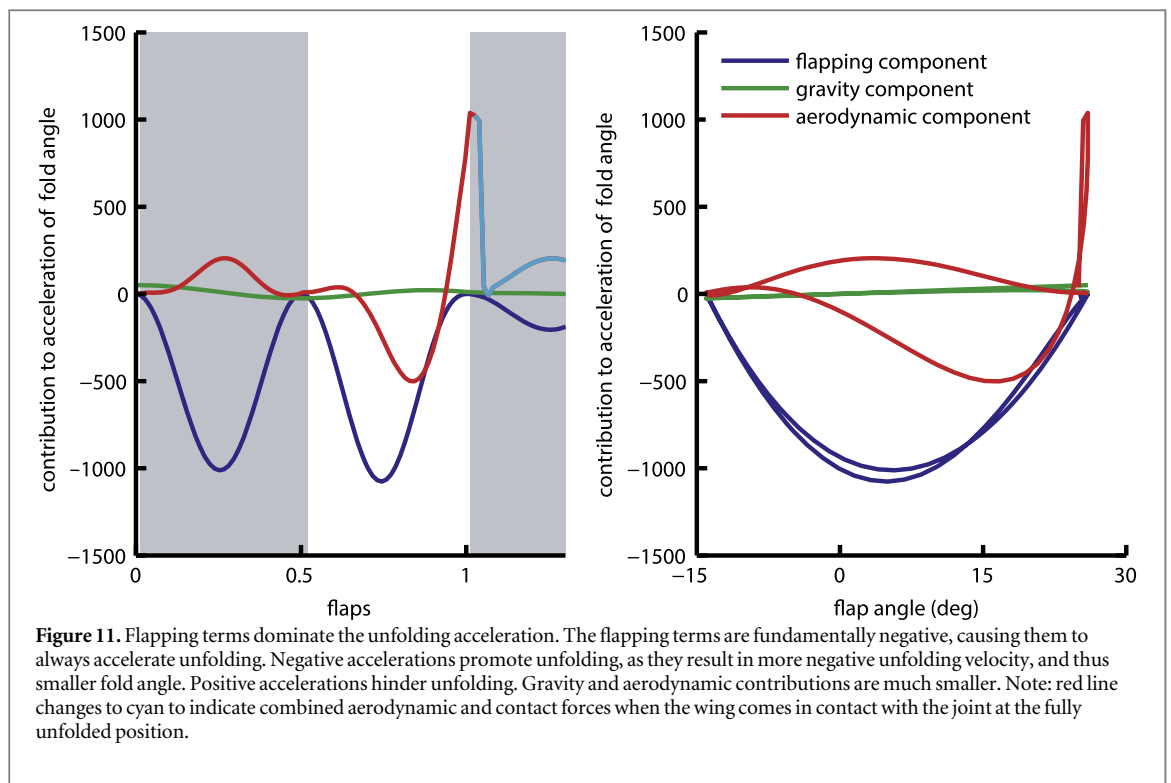 1500
1000
500
0
−500
−1000
−1500
contribution to acceleration of fold angle
0
0.5
1
flaps
1500
1000
500
0
−500
−1000
−1500
contribution to acceleration of fold angle
flapping component
gravity component
aerodynamic component
−15
0
15
30
flap angle (deg)
Figure 11. Flapping terms dominate the unfolding acceleration. The flapping terms are fundamentally negative, causing them to
always accelerate unfolding. Negative accelerations promote unfolding, as they result in more negative unfolding velocity, and thus
smaller fold angle. Positive accelerations hinder unfolding. Gravity and aerodynamic contributions are much smaller. Note: red line
changes to cyan to indicate combined aerodynamic and contact forces when the wing comes in contact with the joint at the fully
unfolded position.